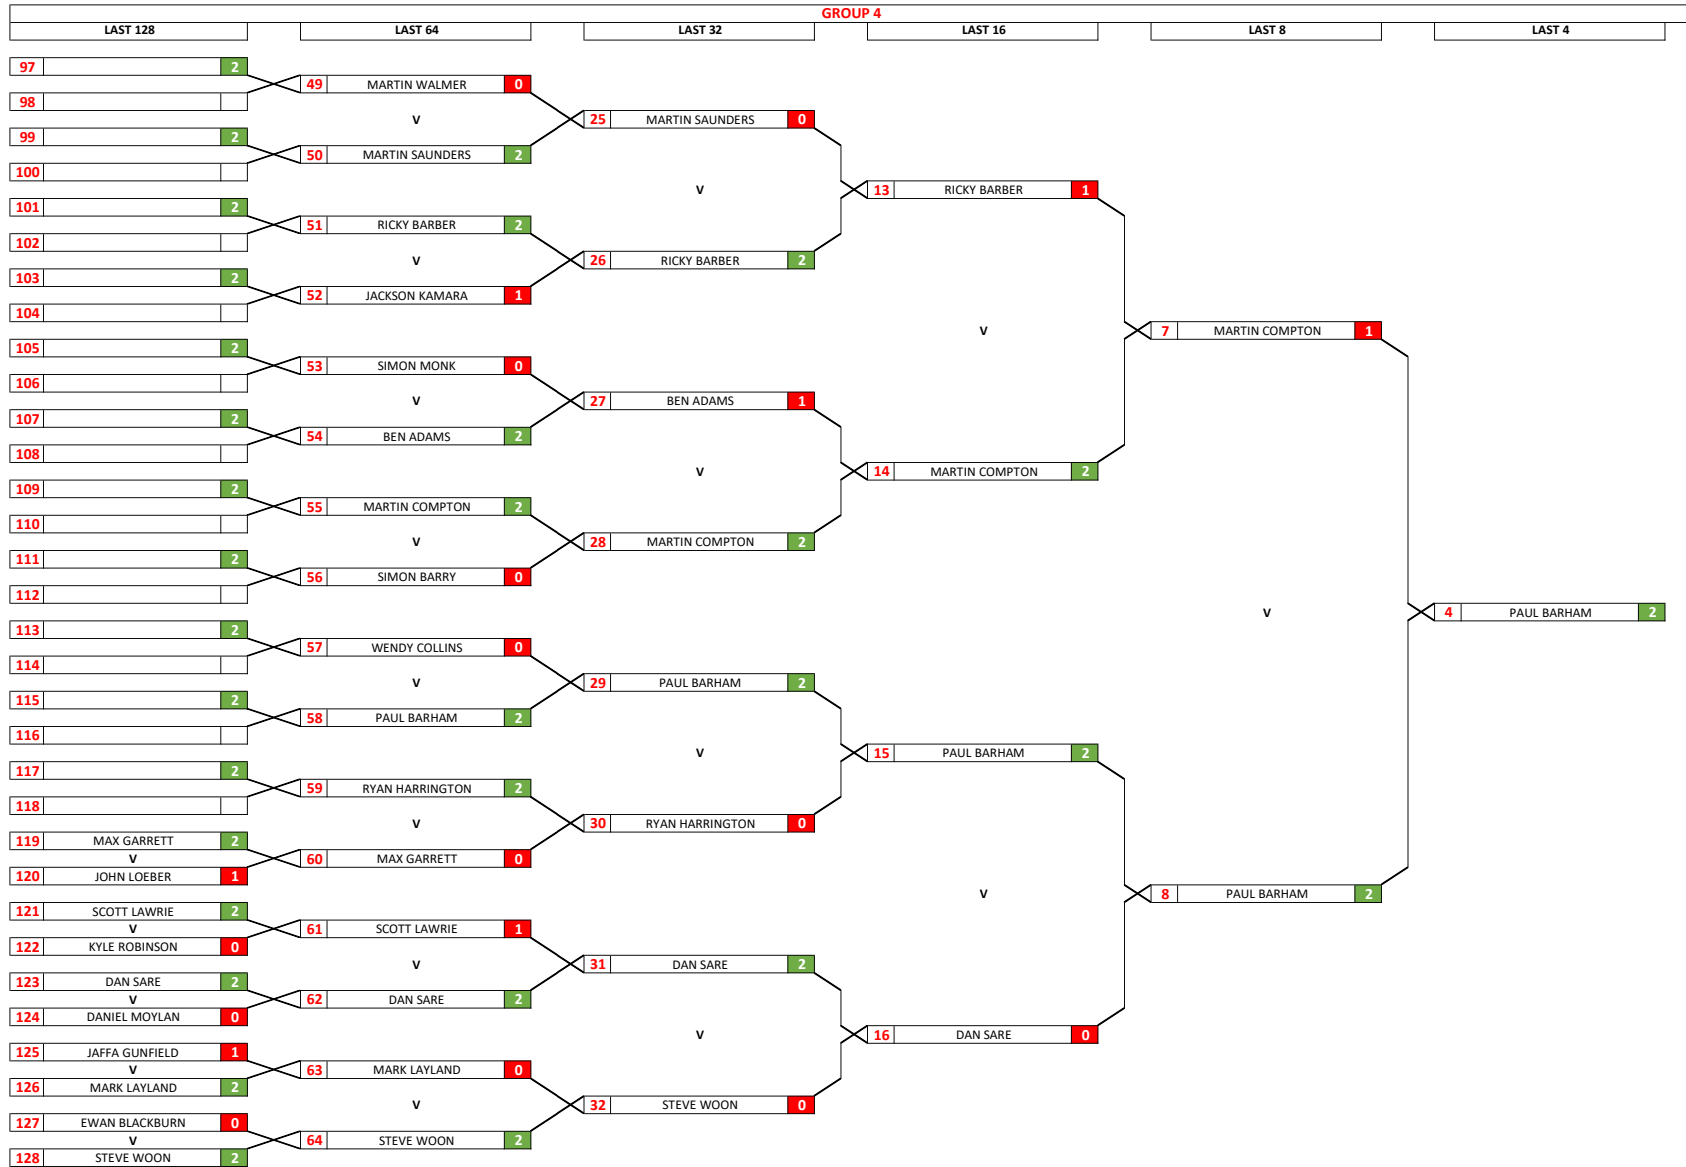 GROUP 4
LAST 128 LAST 64 LAST 32 LAST 16 LAST 8 LAST 4
97 2
49 MARTIN WALMER 0
98
V
25 MARTIN SAUNDERS 0
99 2
50 MARTIN SAUNDERS 2
100
V
13 RICKY BARBER 1
101 2
51 RICKY BARBER 2
102
V
26 RICKY BARBER 2
103 2
52 JACKSON KAMARA 1
104
V
7 MARTIN COMPTON 1
105 2
53 SIMON MONK 0
106
V
27 BEN ADAMS 1
107 2
54 BEN ADAMS 2
108
V
14 MARTIN COMPTON 2
109 2
55 MARTIN COMPTON 2
110
V
28 MARTIN COMPTON 2
111 2
56 SIMON BARRY 0
112
V
4 PAUL BARHAM 2
113 2
57 WENDY COLLINS 0
114
V
29 PAUL BARHAM 2
115 2
58 PAUL BARHAM 2
116
V
15 PAUL BARHAM 2
117 2
59 RYAN HARRINGTON 2
118
V
30 RYAN HARRINGTON 0
119 MAX GARRETT 2
V
60 MAX GARRETT 0
120 JOHN LOEBER 1
V
8 PAUL BARHAM 2
121 SCOTT LAWRIE 2
V
61 SCOTT LAWRIE 1
122 KYLE ROBINSON 0
V
31 DAN SARE 2
123 DAN SARE 2
V
62 DAN SARE 2
124 DANIEL MOYLAN 0
V
16 DAN SARE 0
125 JAFFA GUNFIELD 1
V
63 MARK LAYLAND 0
126 MARK LAYLAND 2
V
32 STEVE WOON 0
127 EWAN BLACKBURN 0
V
64 STEVE WOON 2
128 STEVE WOON 2